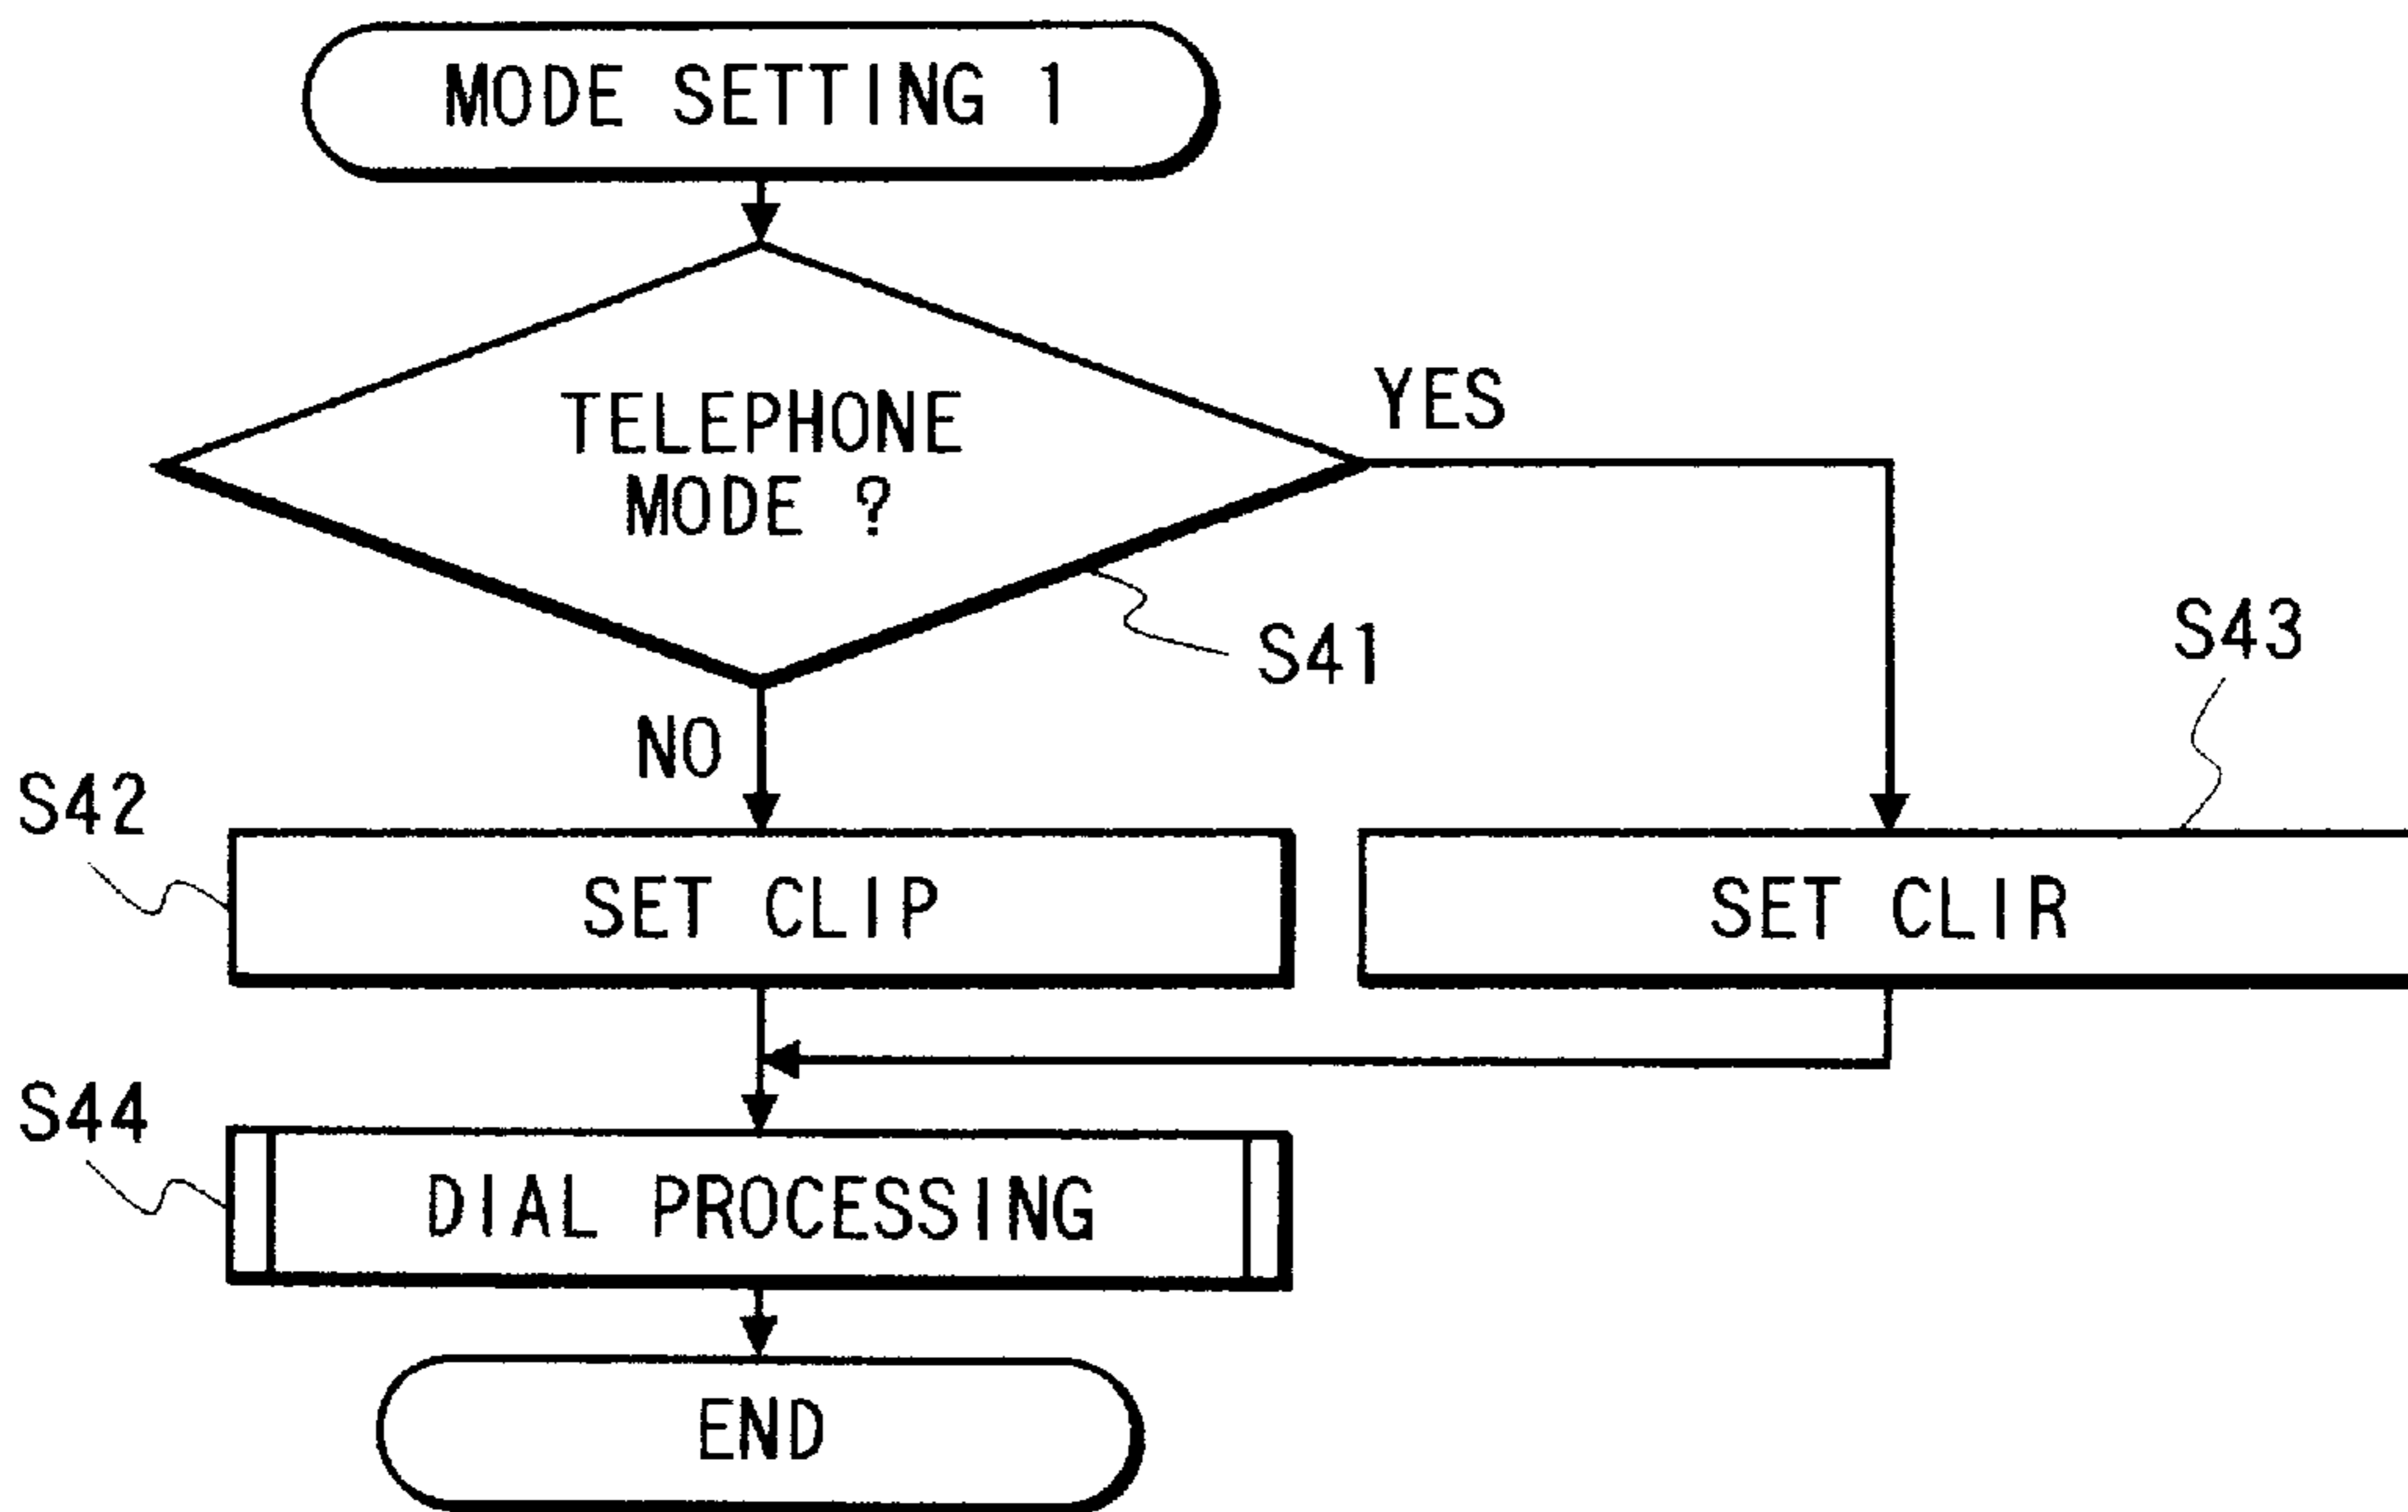 MODE SETTING 1
TELEPHONE
MODE ?
YES
S41
S43
NO
S42
SET CLIP
SET CLIR
S44
DIAL PROCESSING
END